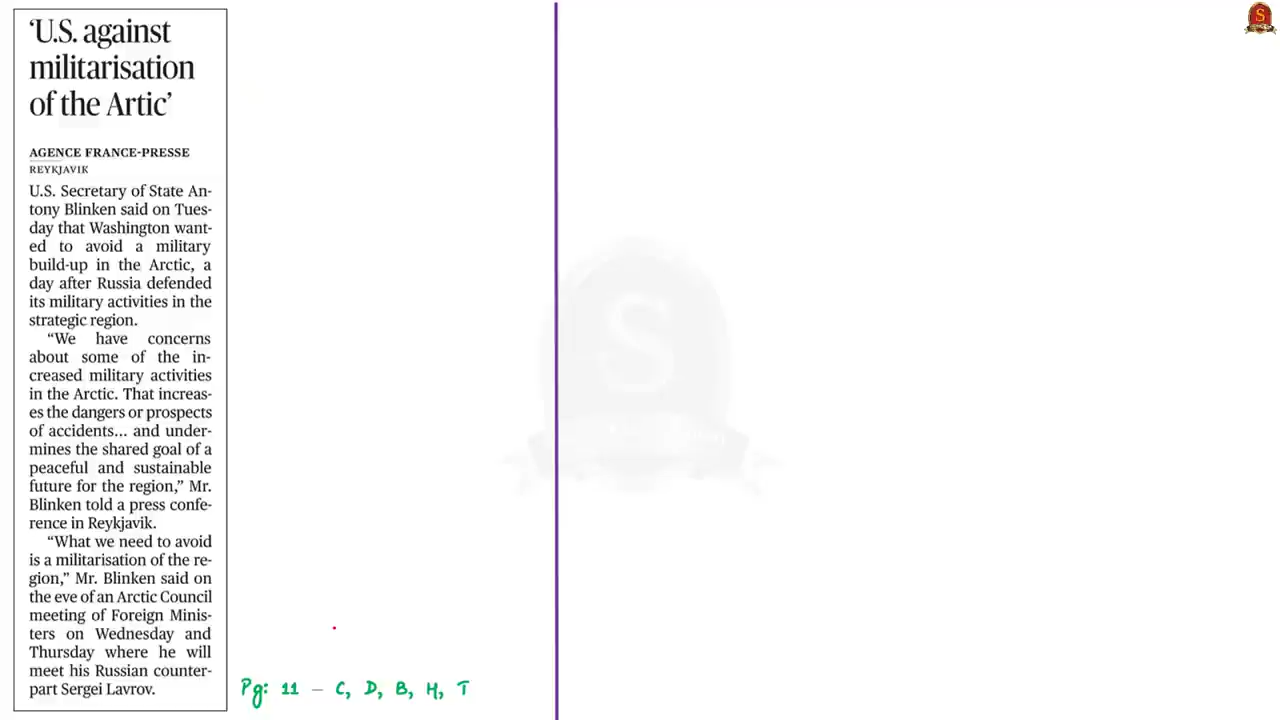 ‘U.S. against
militarisation
of the Artic’
AGENCE FRANCE-PRESSE
REYKJAVIK
U.S. Secretary of State An-
tony Blinken said on Tues-
day that Washington want-
ed to avoid a military
build-up in the Arctic, a
day after Russia defended
its military activities in the
strategic region.
“We have concerns
about some of the in-
creased military activities
in the Arctic. That increas-
es the dangers or prospects
of accidents... and under-
mines the shared goal of a
peaceful and sustainable
future for the region,” Mr.
Blinken told a press confe-
rence in Reykjavik.
“What we need to avoid
is a militarisation of the re-
gion,” Mr. Blinken said on
the eve of an Arctic Council
meeting of Foreign Minis-
ters on Wednesday and
Thursday where he will
meet his Russian counter-
part Sergei Lavrov.
Pg: 11 – C, D, B, H, T
S
S